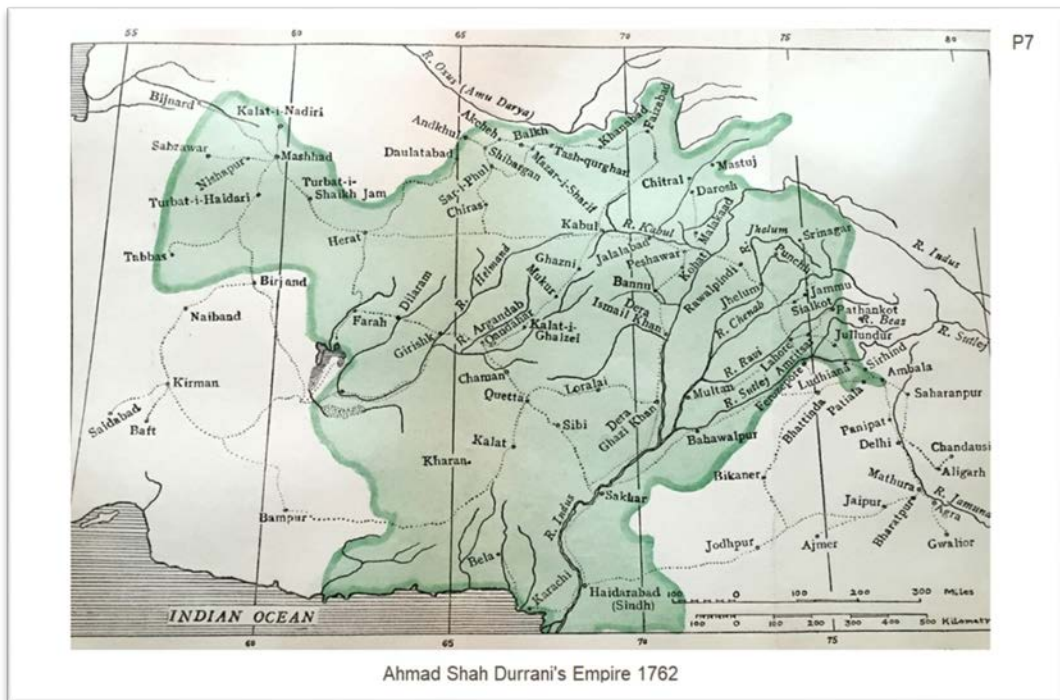 P7
55
60
65
70
75
80
R. Oxus (Amu Darya)
Bijnard
Kalat-i-Nadiri
Sabzawar
Nishapur
Mashhad
Turbat-i-Haidari
Turbat-i-
Shaikh Jam
Tabbas
Herat
Birjand
Naiband
Kirman
Saidabad
Baft
Bampur
Andkhui
Akcheh
Balkh
Daulatabad
Shibargan
Mazar-i-Sharif
Tash-qurghan
Khanabad
Faizabad
Sar-i-Phul
Chiras
Chitral
Mastuj
Darosh
Kabul
R. Kabul
Malakaad
Jalalabad
Peshawar
Kohat
Ghazni
Mukur
Bannu
Rawalpindi
R. Jhelum
Punchh
Srinagar
R. Indus
Jhelum
Jammu
Sialkot
R. Chenab
Pathankot
R. Beas
R. Sutlej
Jullundur
Dilaram
R. Helmand
Farah
Girishk
R. Argandab
Qandahar
Kalat-i-
Ghalzei
Dera
Ismail Khan
R. Ravi
Lahore
Amritsar
Multan
R. Sutlej
Ferozepore
Ludhiana
Sirhind
Ambala
Patiala
Bhattinda
Saharanpur
Chaman
Quetta
Loralai
Sibi
Dera
Ghazi Khan
Kalat
Kharan
Bahawalpur
Panipat
Delhi
Chandausi
Aligarh
Bikaner
Mathura
R. Jamuna
Jaipur
Bharatpur
Agra
Jodhpur
Ajmer
Gwalior
Sakhar
R. Indus
Bela
Karachi
Haidarabad
(Sindh)
INDIAN OCEAN
100 0 100 200 300 Miles
100 0 100 200 300 400 500 Kilometr
60
65
70
75
Ahmad Shah Durrani's Empire 1762